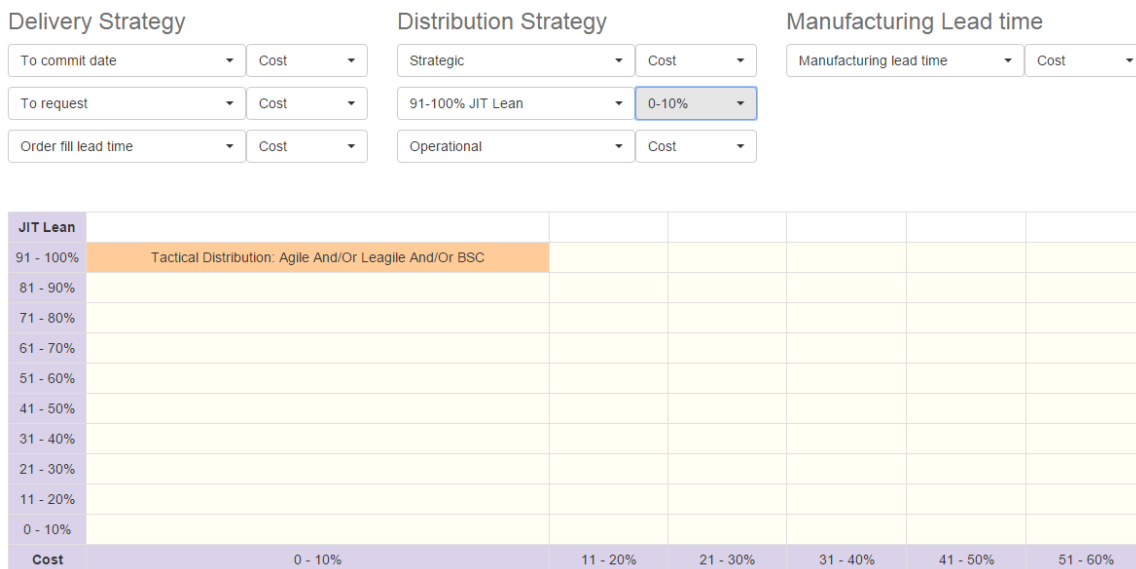 Delivery Strategy Distribution Strategy Manufacturing Lead time
To commit date Cost Strategic Cost Manufacturing lead time Cost
To request Cost 91-100% JIT Lean 0-10%
Order fill lead time Cost Operational Cost
JIT Lean
91 - 100% Tactical Distribution: Agile And/Or Leagile And/Or BSC
81 - 90%
71 - 80%
61 - 70%
51 - 60%
41 - 50%
31 - 40%
21 - 30%
11 - 20%
0 - 10%
Cost 0 - 10% 11 - 20% 21 - 30% 31 - 40% 41 - 50% 51 - 60%